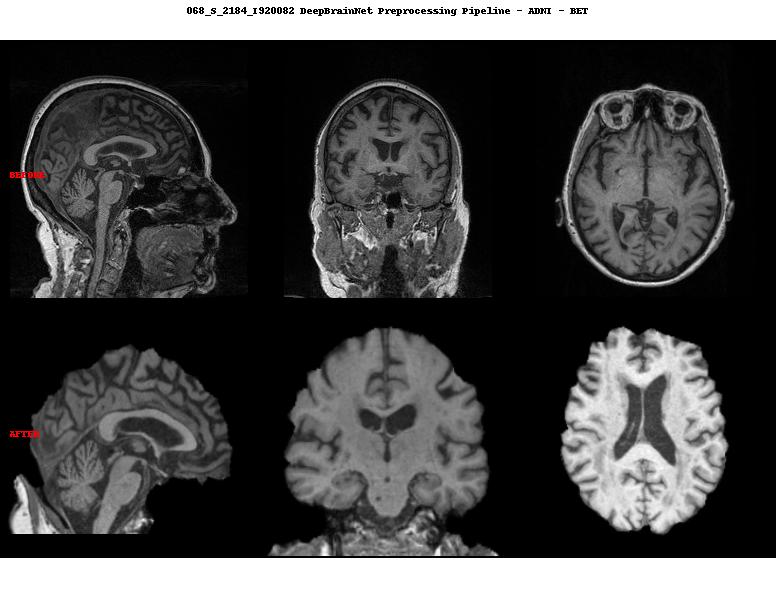 068_S_2184_I920082 DeepBrainNet Preprocessing Pipeline - ADNI - BET
BEFORE
AFTER